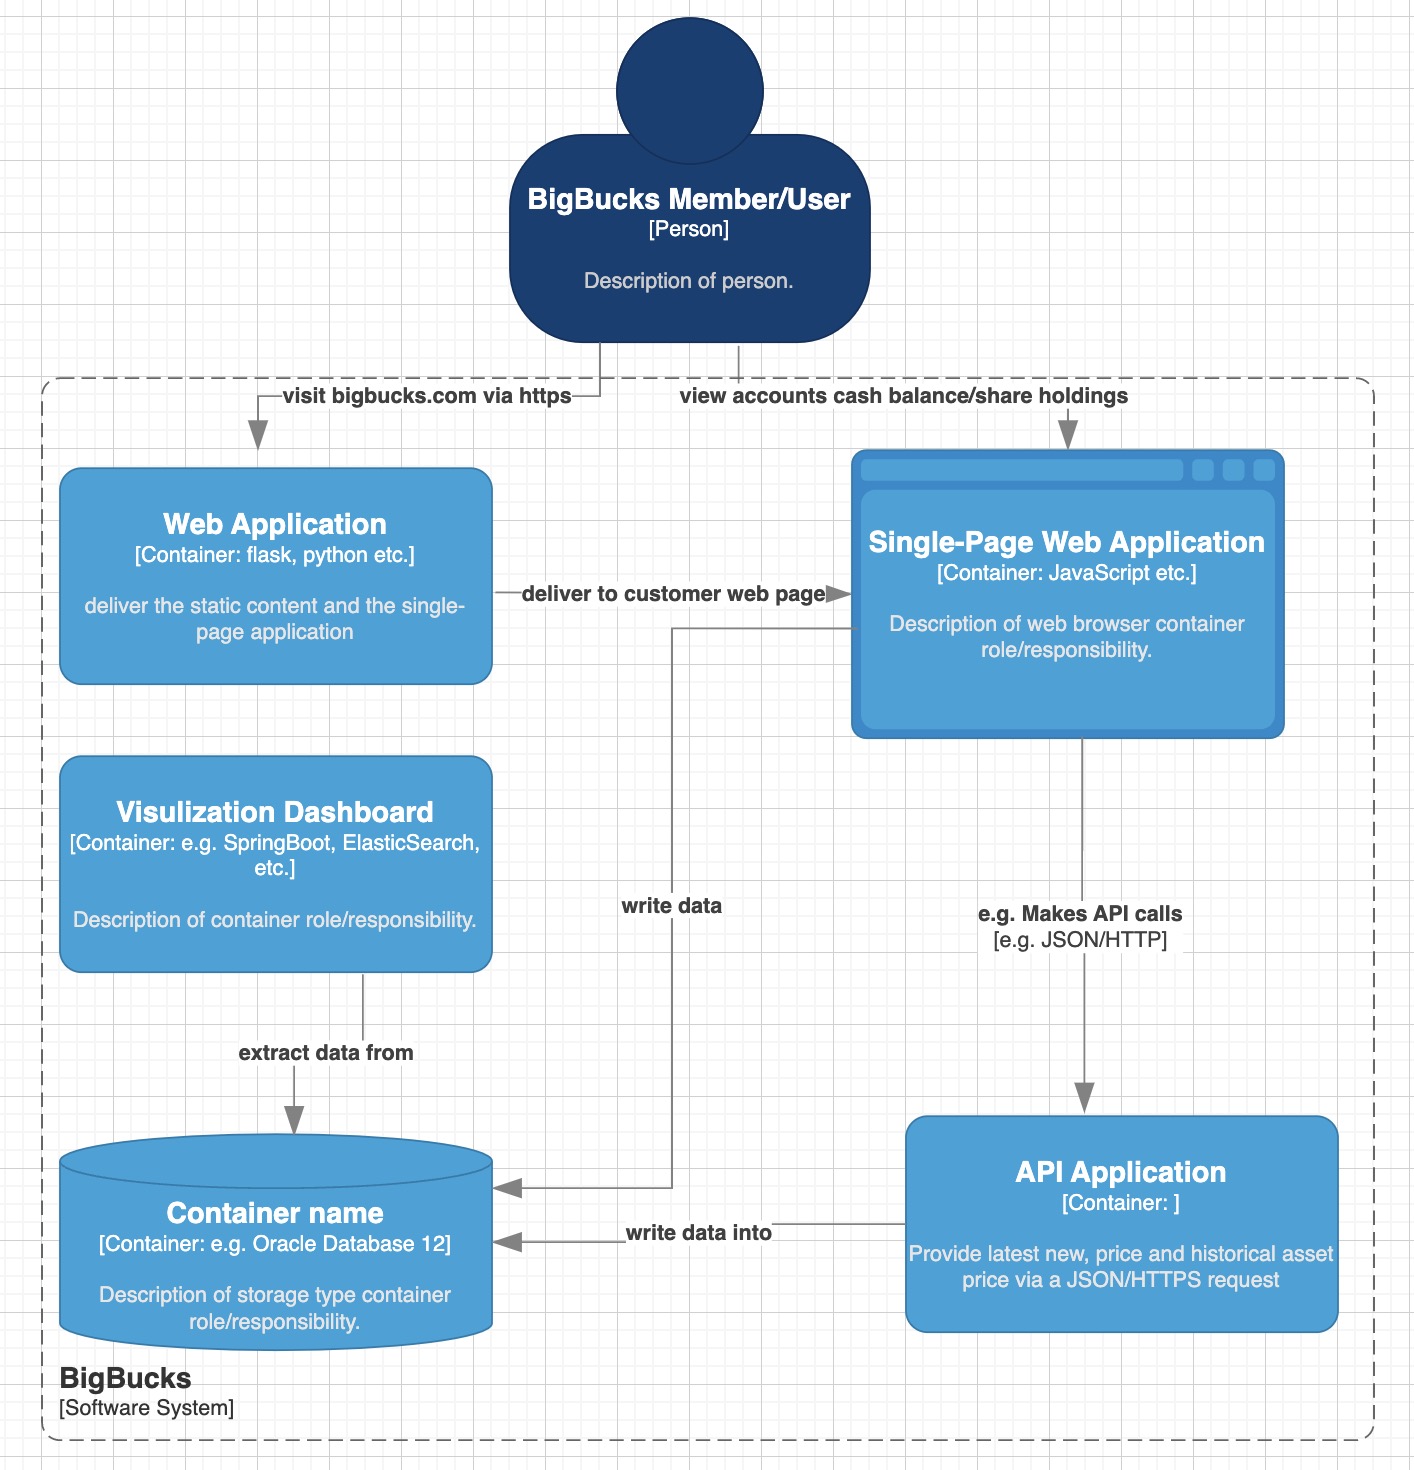 BigBucks Member/User
[Person]
Description of person.
visit bigbucks.com via https
view accounts cash balance/share holdings
Web Application
[Container: flask, python etc.]
deliver the static content and the single-
page application
deliver to customer web page
Single-Page Web Application
[Container: JavaScript etc.]
Description of web browser container
role/responsibility.
Visulization Dashboard
[Container: e.g. SpringBoot, ElasticSearch,
etc.]
Description of container role/responsibility.
write data
e.g. Makes API calls
[e.g. JSON/HTTP]
extract data from
Container name
[Container: e.g. Oracle Database 12]
Description of storage type container
role/responsibility.
write data into
API Application
[Container: ]
Provide latest new, price and historical asset
price via a JSON/HTTPS request
BigBucks
[Software System]